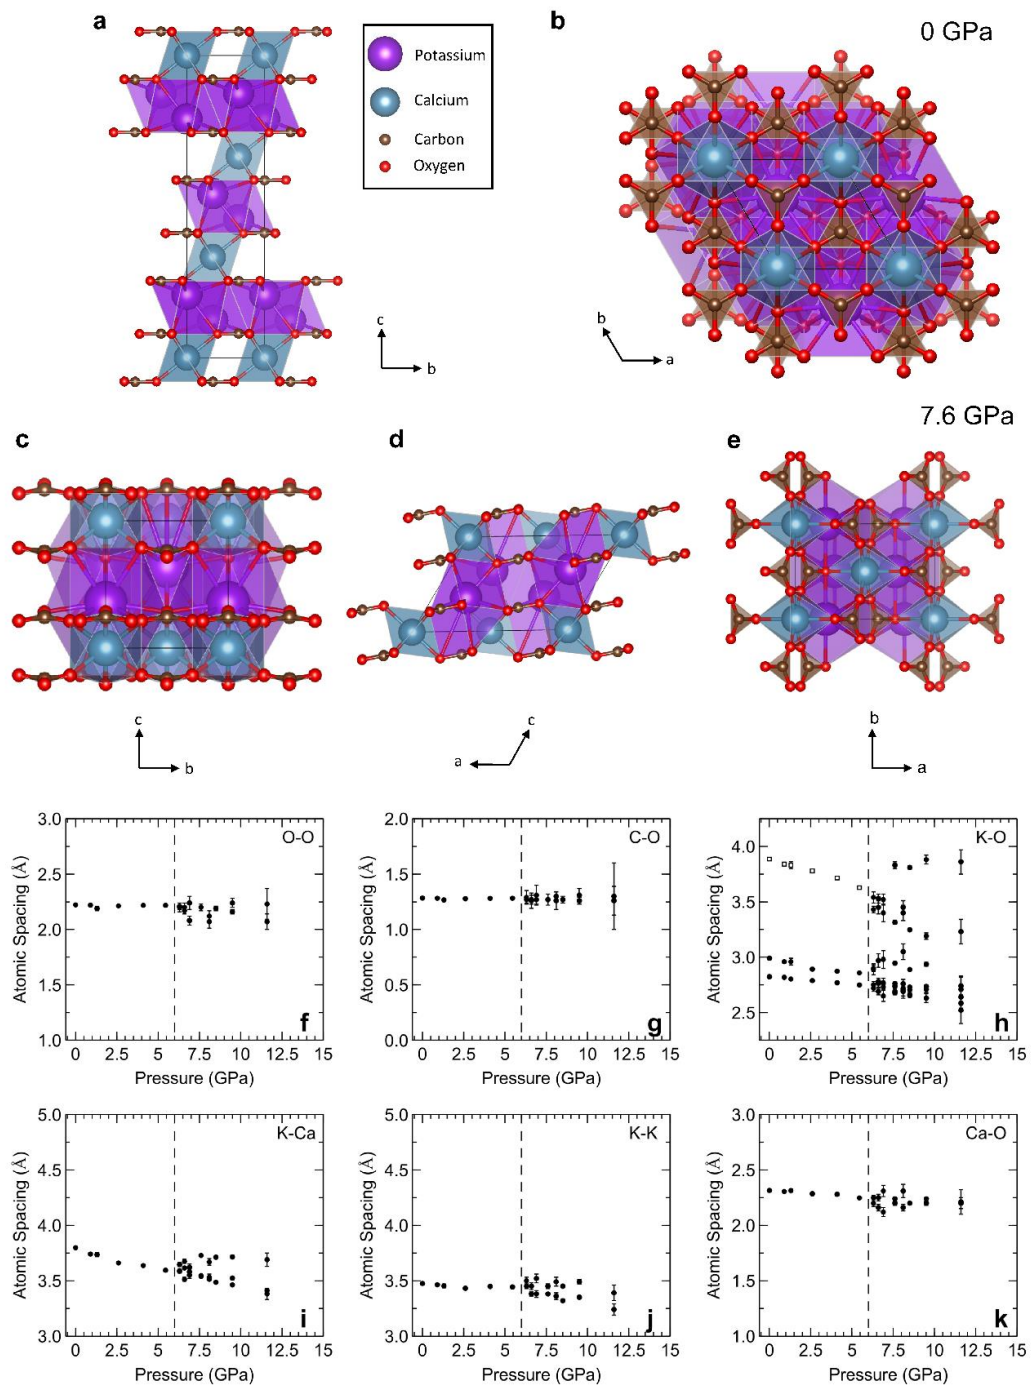 a
b
0 GPa
Potassium
Calcium
Carbon
Oxygen
c
b
b
a
7.6 GPa
c
d
e
c
b
c
a
b
a
3.0
2.5
2.0
1.5
1.0
Atomic Spacing (Å)
O-O
f
0 2.5 5 7.5 10 12.5 15
Pressure (GPa)
2.0
1.5
1.0
0.5
0.0
Atomic Spacing (Å)
C-O
g
0 2.5 5 7.5 10 12.5 15
Pressure (GPa)
4.0
3.5
3.0
2.5
Atomic Spacing (Å)
K-O
h
0 2.5 5 7.5 10 12.5 15
Pressure (GPa)
5.0
4.5
4.0
3.5
3.0
Atomic Spacing (Å)
K-Ca
i
0 2.5 5 7.5 10 12.5 15
Pressure (GPa)
5.0
4.5
4.0
3.5
3.0
Atomic Spacing (Å)
K-K
j
0 2.5 5 7.5 10 12.5 15
Pressure (GPa)
3.0
2.5
2.0
1.5
1.0
Atomic Spacing (Å)
Ca-O
k
0 2.5 5 7.5 10 12.5 15
Pressure (GPa)